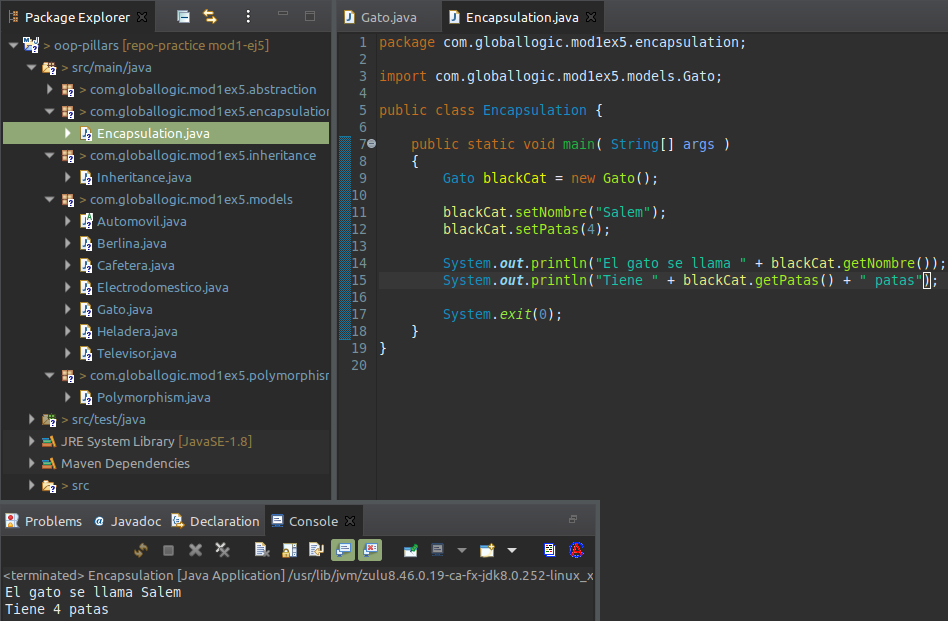 Package Explorer
> oop-pillars [repo-practice mod1-ej5]
> src/main/java
> com.globallogic.mod1ex5.abstraction
> com.globallogic.mod1ex5.encapsulation
> Encapsulation.java
> com.globallogic.mod1ex5.inheritance
> Inheritance.java
> com.globallogic.mod1ex5.models
> Automovil.java
> Berlina.java
> Cafetera.java
> Electrodomestico.java
> Gato.java
> Heladera.java
> Televisor.java
> com.globallogic.mod1ex5.polymorphism
> Polymorphism.java
> src/test/java
JRE System Library [JavaSE-1.8]
Maven Dependencies
> src
Gato.java Encapsulation.java
1 package com.globallogic.mod1ex5.encapsulation;
2
3 import com.globallogic.mod1ex5.models.Gato;
4
5 public class Encapsulation {
6
7 public static void main( String[] args )
8 {
9 Gato blackCat = new Gato();
10
11 blackCat.setNombre("Salem");
12 blackCat.setPatas(4);
13
14 System.out.println("El gato se llama " + blackCat.getNombre());
15 System.out.println("Tiene " + blackCat.getPatas() + " patas");
16
17 System.exit(0);
18 }
19 }
20
Problems @ Javadoc Declaration Console
<terminated> Encapsulation [Java Application] /usr/lib/jvm/zulu8.46.0.19-ca-fx-jdk8.0.252-linux_x
El gato se llama Salem
Tiene 4 patas